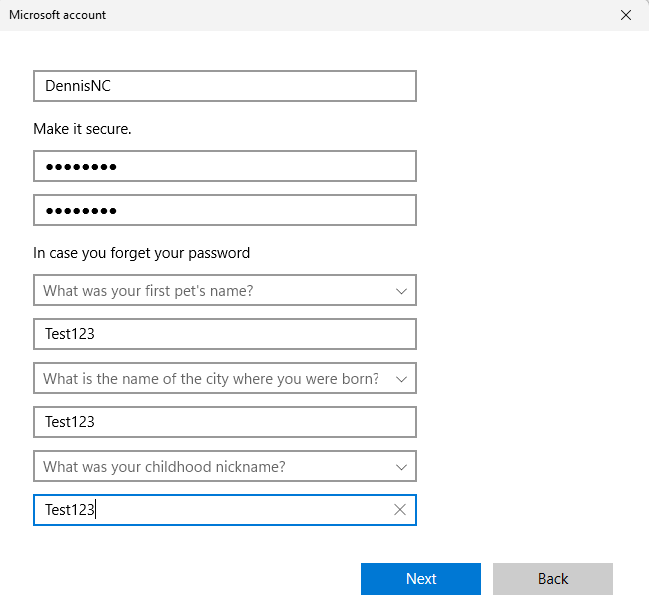 Microsoft account
DennisNC
Make it secure.
●●●●●●●●
●●●●●●●●
In case you forget your password
What was your first pet's name?
Test123
What is the name of the city where you were born?
Test123
What was your childhood nickname?
Test123
Next Back